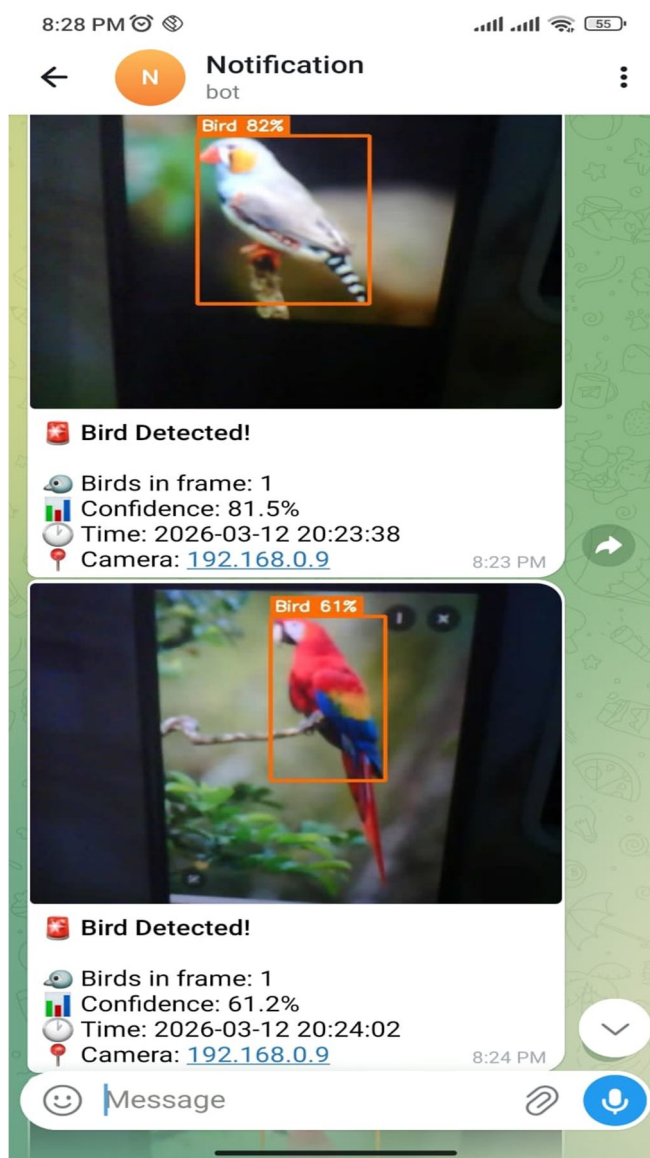 8:28 PM
55
N
Notification
bot
Bird 82%
🚨 Bird Detected!
🐦 Birds in frame: 1
📊 Confidence: 81.5%
🕐 Time: 2026-03-12 20:23:38
📍 Camera: 192.168.0.9
8:23 PM
Bird 61%
🚨 Bird Detected!
🐦 Birds in frame: 1
📊 Confidence: 61.2%
🕐 Time: 2026-03-12 20:24:02
📍 Camera: 192.168.0.9
8:24 PM
Message